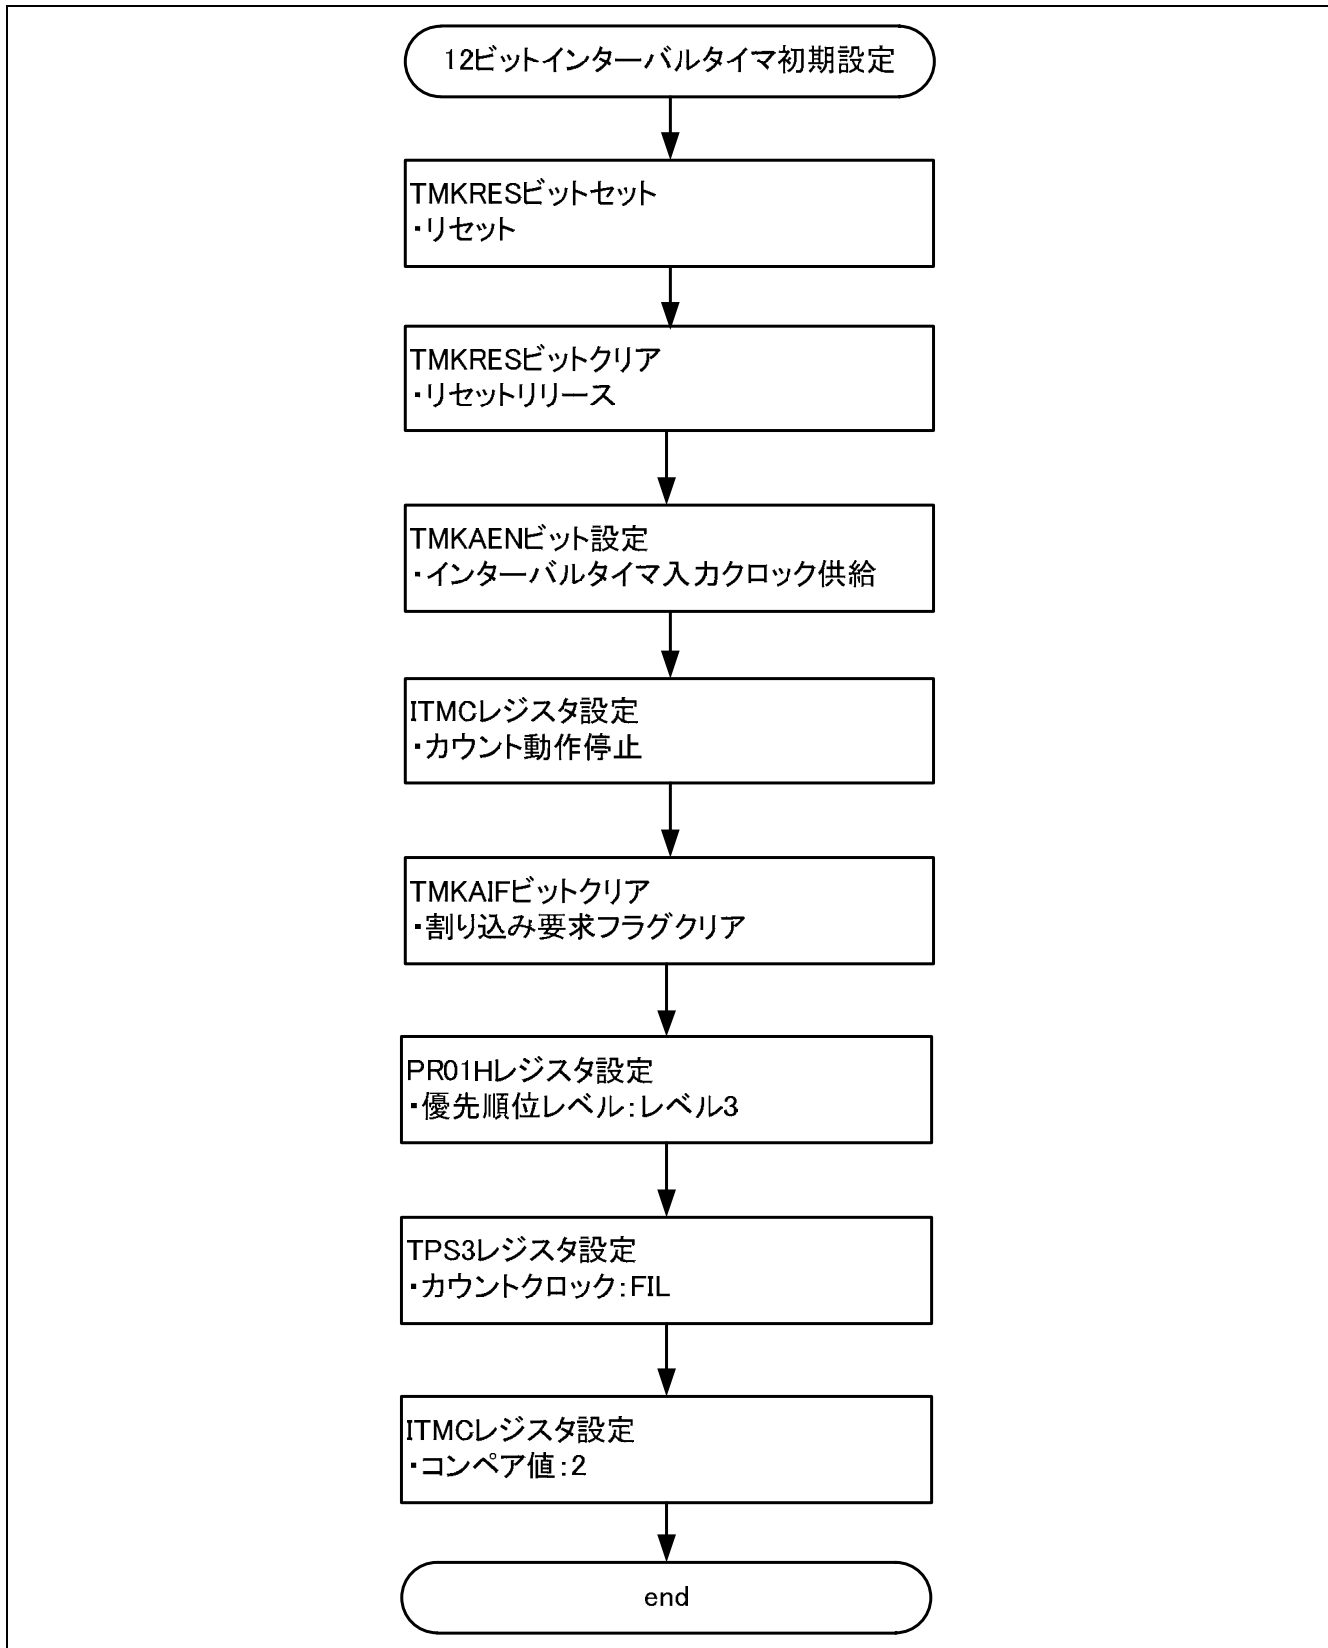 12ビットインターバルタイマ初期設定
TMKRESビットセット
・リセット
TMKRESビットクリア
・リセットリリース
TMKAENビット設定
・インターバルタイマ入力クロック供給
ITMCレジスタ設定
・カウント動作停止
TMKAIFビットクリア
・割り込み要求フラグクリア
PR01Hレジスタ設定
・優先順位レベル:レベル3
TPS3レジスタ設定
・カウントクロック:FIL
ITMCレジスタ設定
・コンペア値:2
end